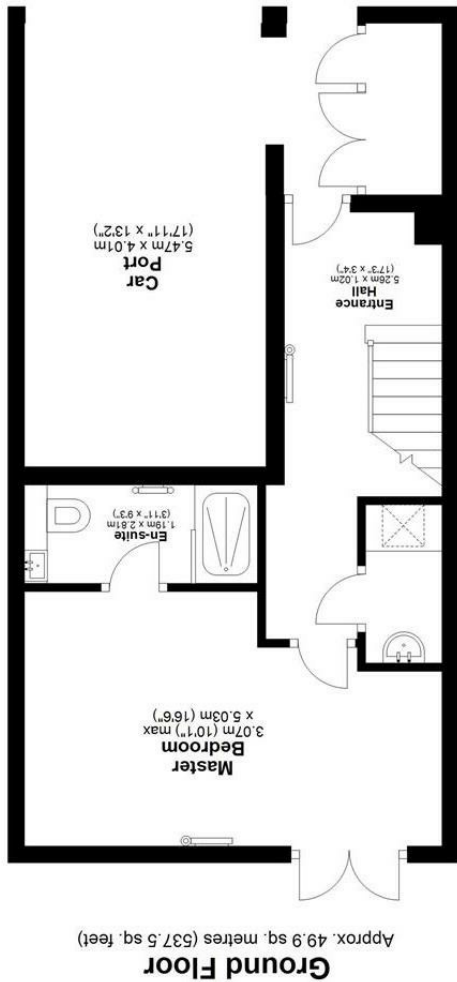 Ground Floor
Approx. 49.9 sq. metres (537.5 sq. feet)
Master
Bedroom
3.07m (10'1") max
x 5.03m (16'6")
En-suite
1.19m x 2.81m
(3'11" x 9'3")
Entrance
Hall
5.26m x 1.02m
(17'3" x 3'4")
Car
Port
5.47m x 4.01m
(17'11" x 13'2")